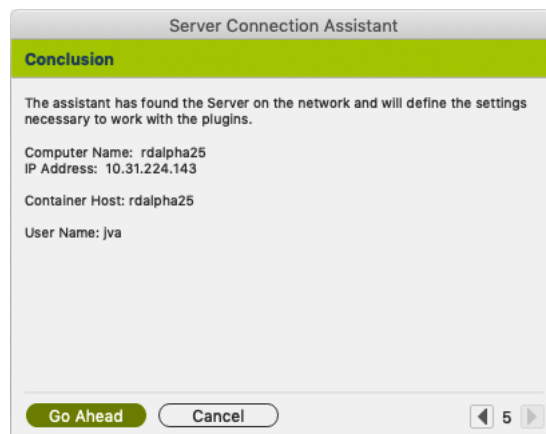 Server Connection Assistant
Conclusion
The assistant has found the Server on the network and will define the settings
necessary to work with the plugins.
Computer Name:  rdalpha25
IP Address:  10.31.224.143
Container Host: rdalpha25
User Name: jva
Go Ahead
Cancel
5